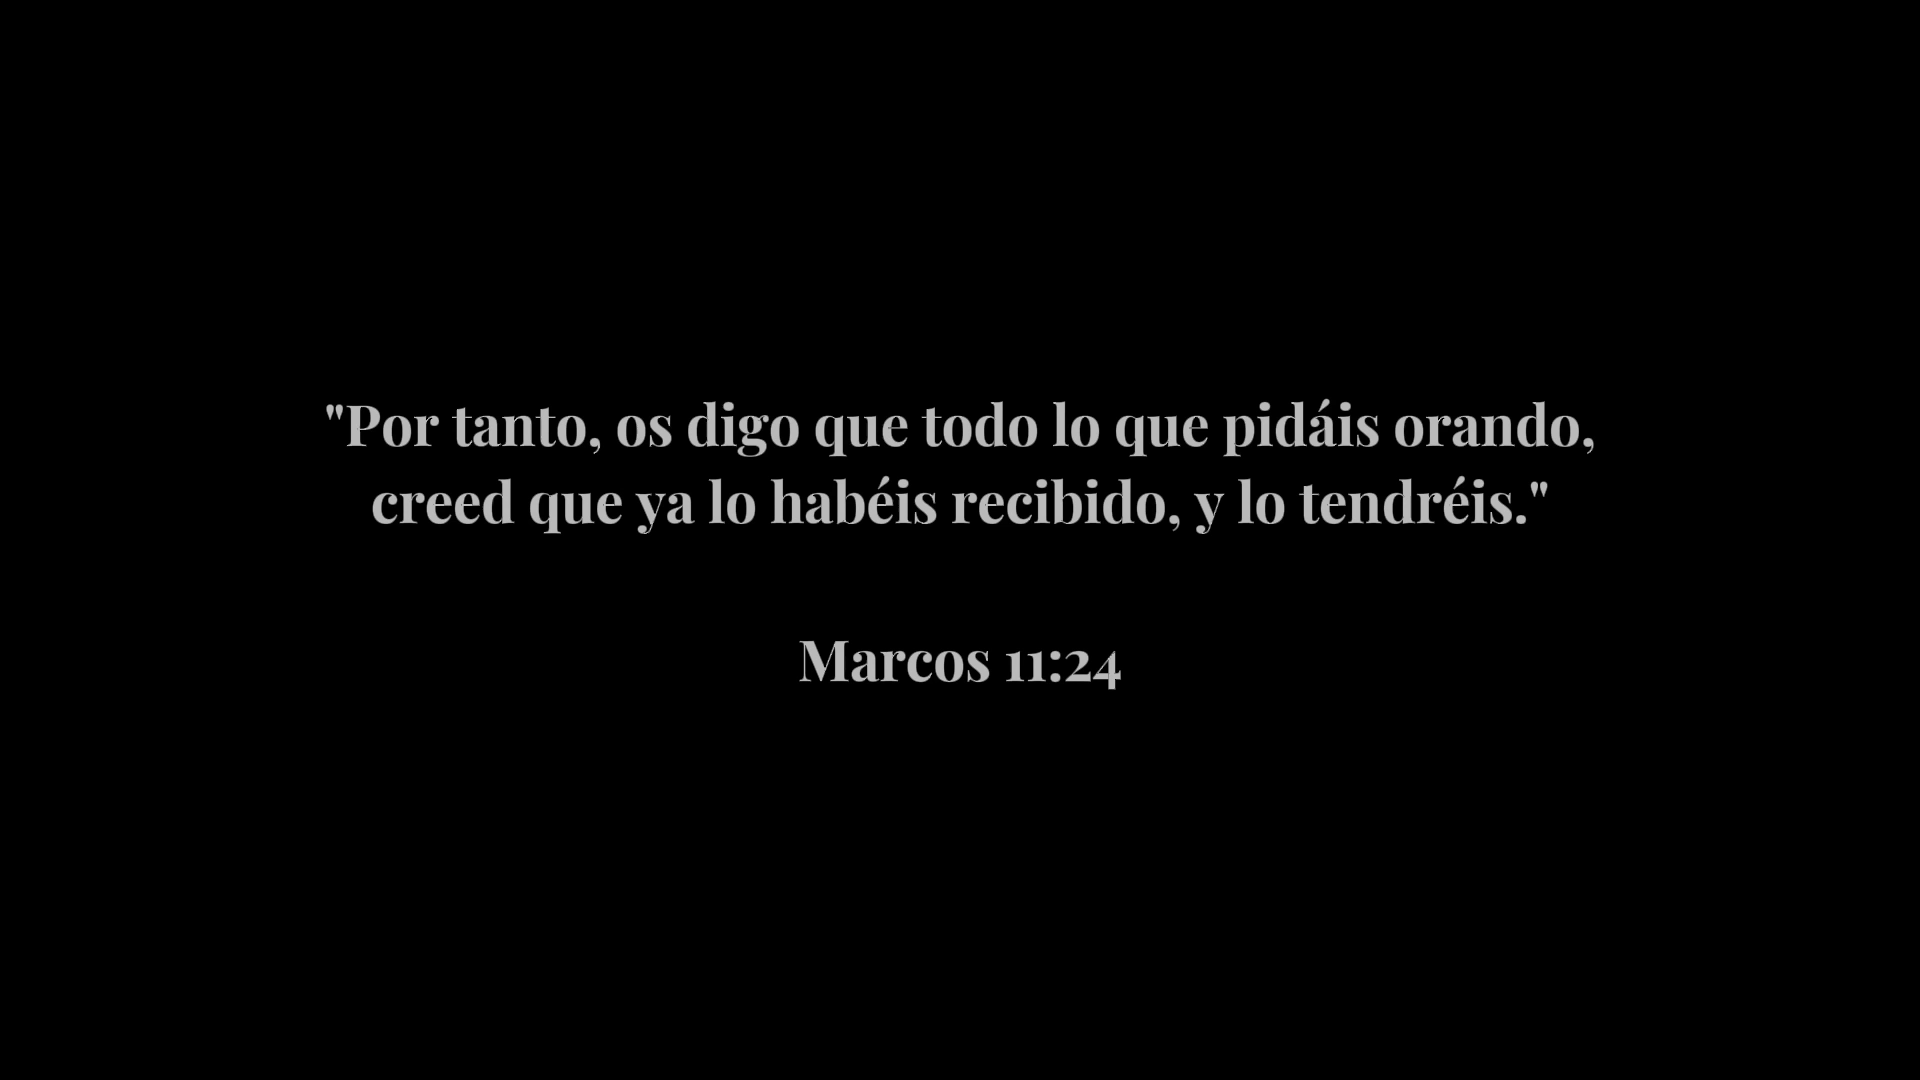 "Por tanto, os digo que todo lo que pidáis orando,
creed que ya lo habéis recibido, y lo tendréis."
Marcos 11:24